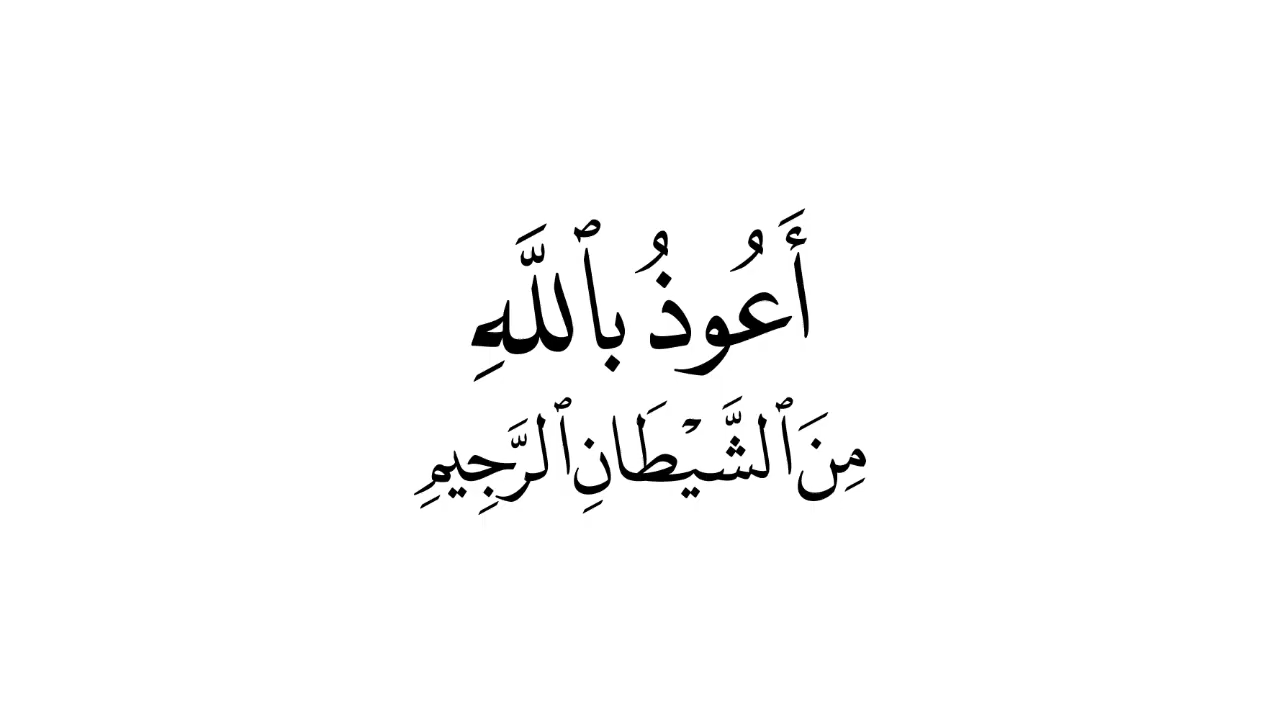 أَعُوذُ بِٱللَّهِ
مِنَ ٱلشَّيْطَانِ ٱلرَّجِيمِ